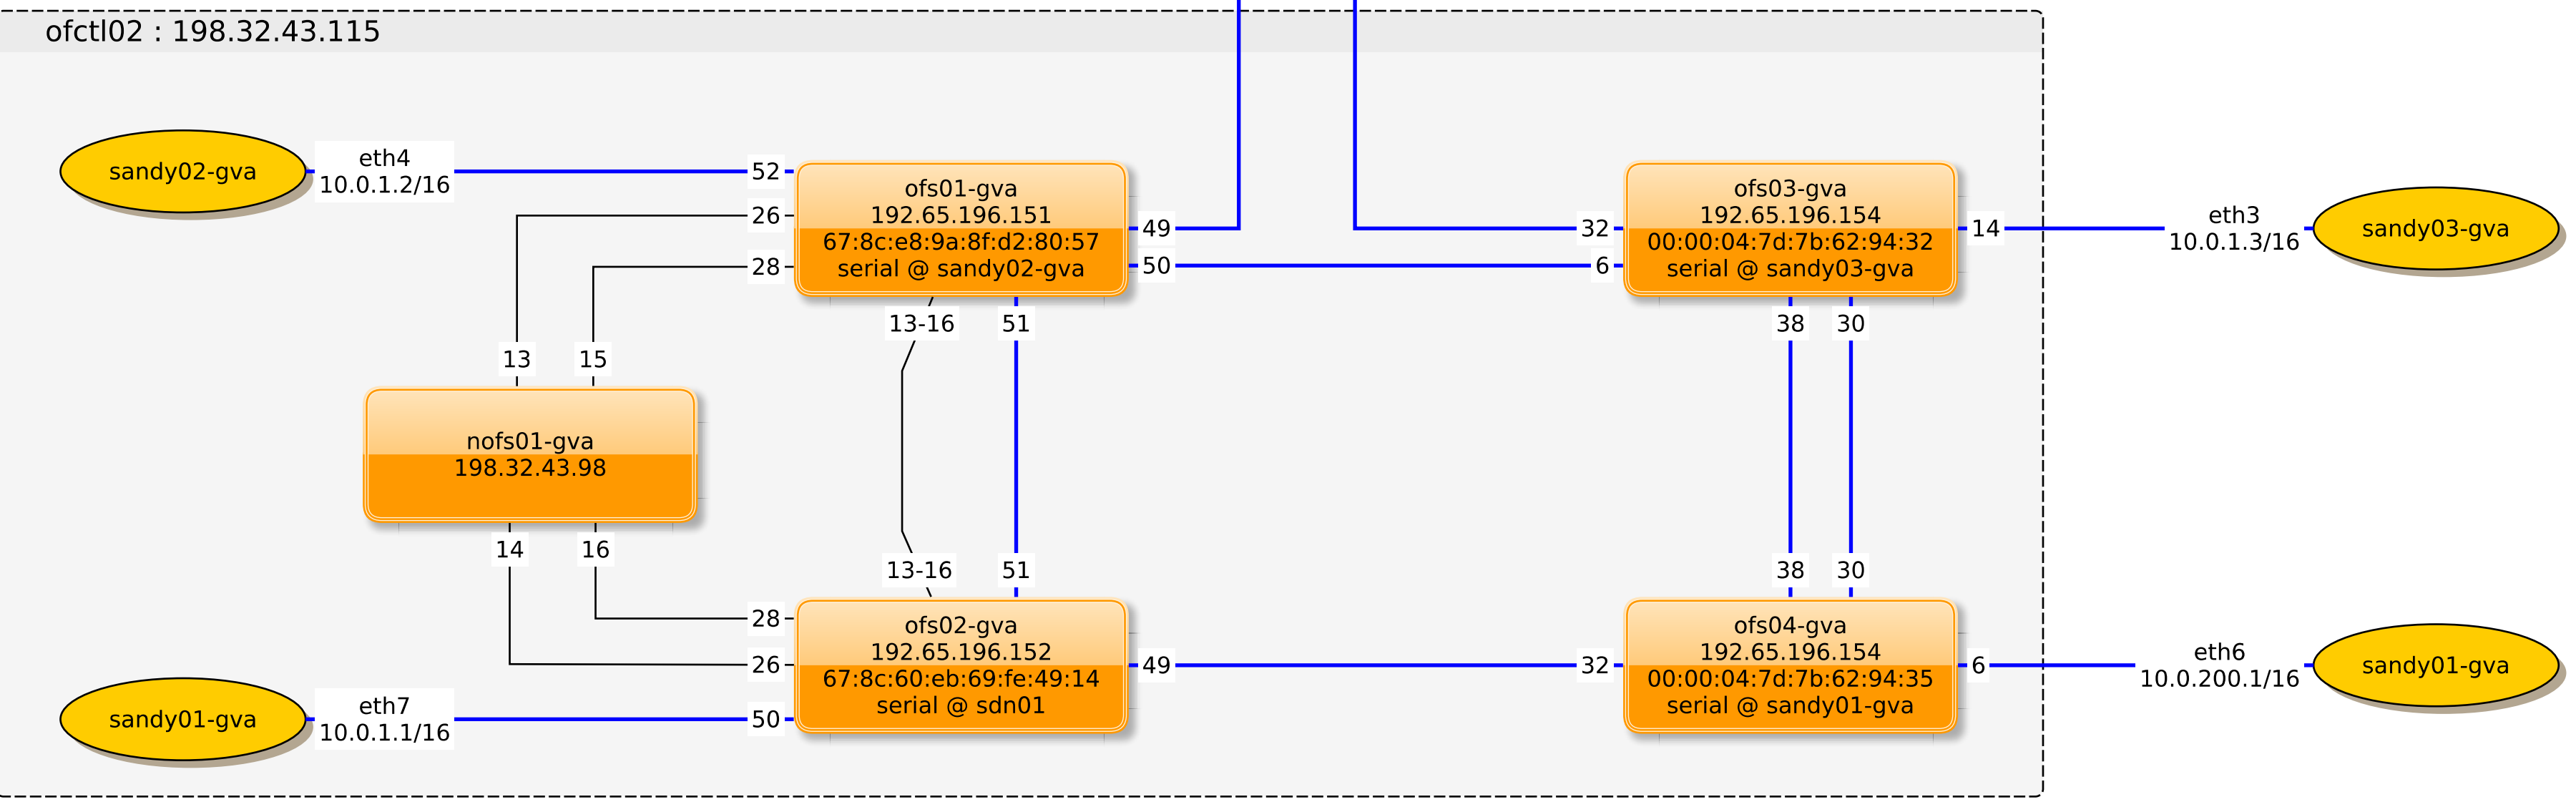 ofctl02 : 198.32.43.115
sandy02-gva
eth4
10.0.1.2/16
52
26
28
ofs01-gva
192.65.196.151
67:8c:e8:9a:8f:d2:80:57
serial @ sandy02-gva
49
50
32
6
ofs03-gva
192.65.196.154
00:00:04:7d:7b:62:94:32
serial @ sandy03-gva
14
eth3
10.0.1.3/16
sandy03-gva
13-16
51
38
30
13
15
nofs01-gva
198.32.43.98
14
16
13-16
51
38
30
28
26
50
ofs02-gva
192.65.196.152
67:8c:60:eb:69:fe:49:14
serial @ sdn01
49
32
ofs04-gva
192.65.196.154
00:00:04:7d:7b:62:94:35
serial @ sandy01-gva
6
eth6
10.0.200.1/16
sandy01-gva
sandy01-gva
eth7
10.0.1.1/16